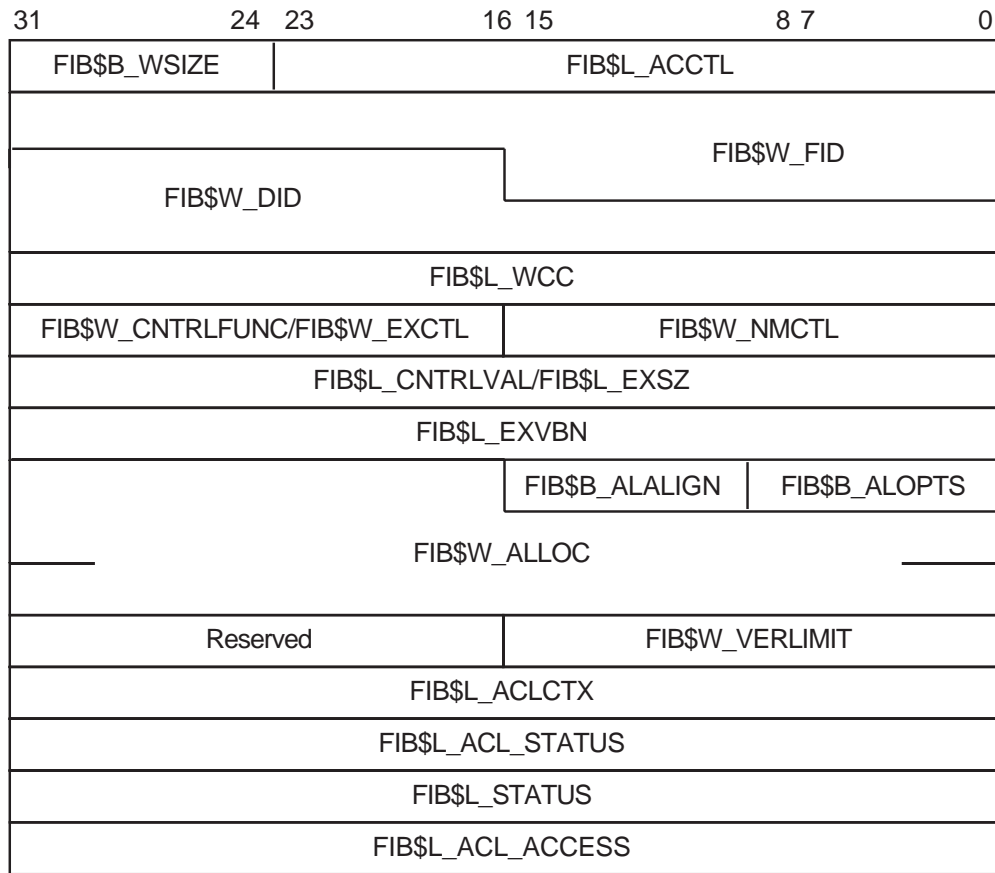 31 24 23 16 15 8 7 0
FIB$B_WSIZE FIB$L_ACCTL
FIB$W_FID
FIB$W_DID
FIB$L_WCC
FIB$W_CNTRLFUNC/FIB$W_EXCTL FIB$W_NMCTL
FIB$L_CNTRLVAL/FIB$L_EXSZ
FIB$L_EXVBN
FIB$B_ALALIGN FIB$B_ALOPTS
FIB$W_ALLOC
Reserved FIB$W_VERLIMIT
FIB$L_ACLCTX
FIB$L_ACL_STATUS
FIB$L_STATUS
FIB$L_ACL_ACCESS